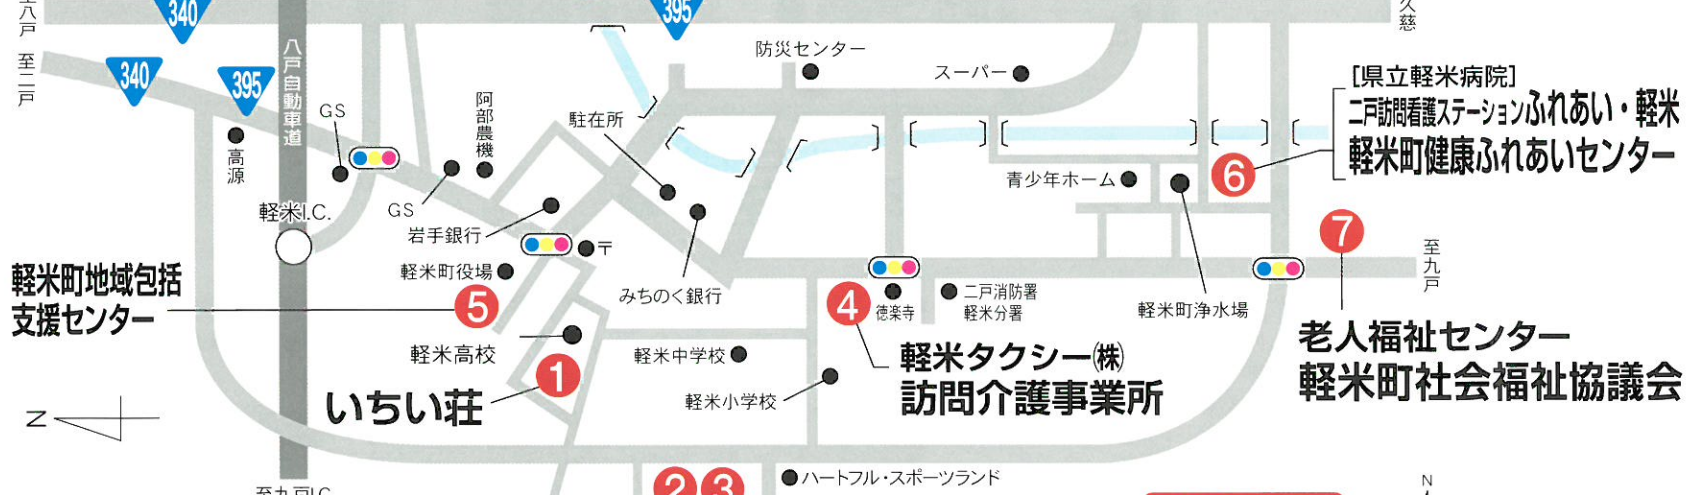 至八戸
340
395
久慈
至二戸
340
395
八戸自動車道
防災センター
スーパー
[県立軽米病院]
二戸訪問看護ステーションふれあい・軽米
軽米町健康ふれあいセンター
6
GS
阿部農機
駐在所
高源
青少年ホーム
軽米I.C.
GS
岩手銀行
〒
7
至九戸
軽米町地域包括
支援センター
軽米町役場
5
みちのく銀行
4
徳楽寺
二戸消防署
軽米分署
軽米町浄水場
軽米高校
軽米中学校
軽米タクシー㈱
訪問介護事業所
老人福祉センター
軽米町社会福祉協議会
1
いちい荘
軽米小学校
N
2
3
ハートフル・スポーツランド
至九戸I.C.
N